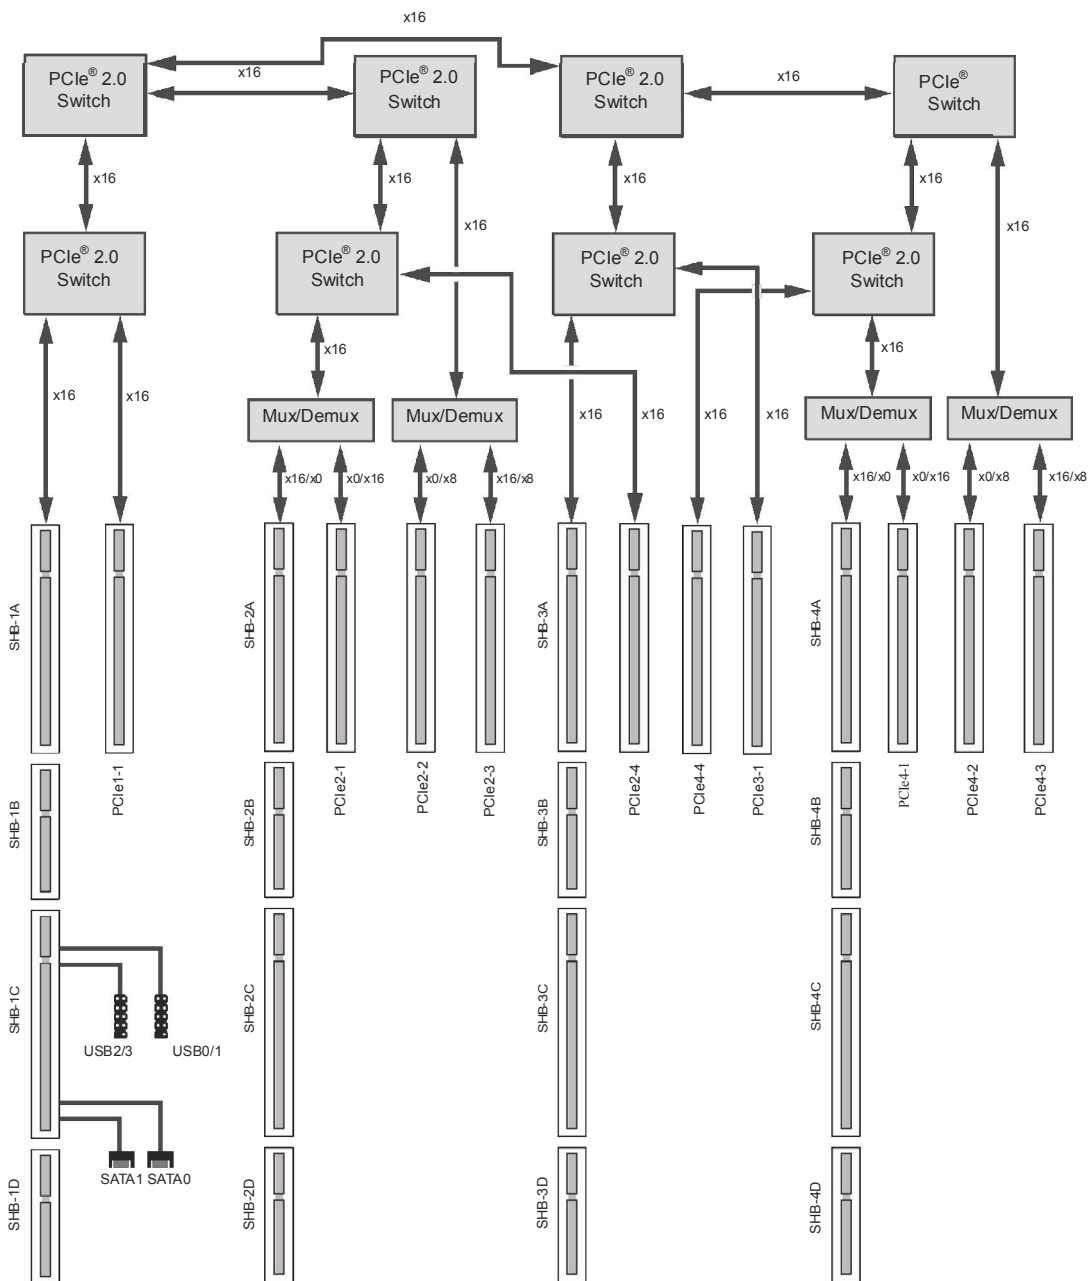 x16
x16
x16
PCIe® 2.0
Switch
PCIe® 2.0
Switch
PCIe® 2.0
Switch
PCIe®
Switch
x16
x16
x16
x16
x16
x16
PCIe® 2.0
Switch
PCIe® 2.0
Switch
PCIe® 2.0
Switch
PCIe® 2.0
Switch
x16
x16
x16
x16
x16
x16
x16
x16
Mux/Demux
Mux/Demux
Mux/Demux
Mux/Demux
x16/x0
x0/x16
x0/x8
x16/x8
x16/x0
x0/x16
x0/x8
x16/x8
SHB-1A
SHB-2A
SHB-3A
SHB-4A
PCIe1-1
PCIe2-1
PCIe2-2
PCIe2-3
PCIe2-4
PCIe4-4
PCIe3-1
PCIe4-1
PCIe4-2
PCIe4-3
SHB-1B
SHB-2B
SHB-3B
SHB-4B
SHB-1C
SHB-2C
SHB-3C
SHB-4C
USB2/3
USB0/1
SATA1
SATA0
SHB-1D
SHB-2D
SHB-3D
SHB-4D